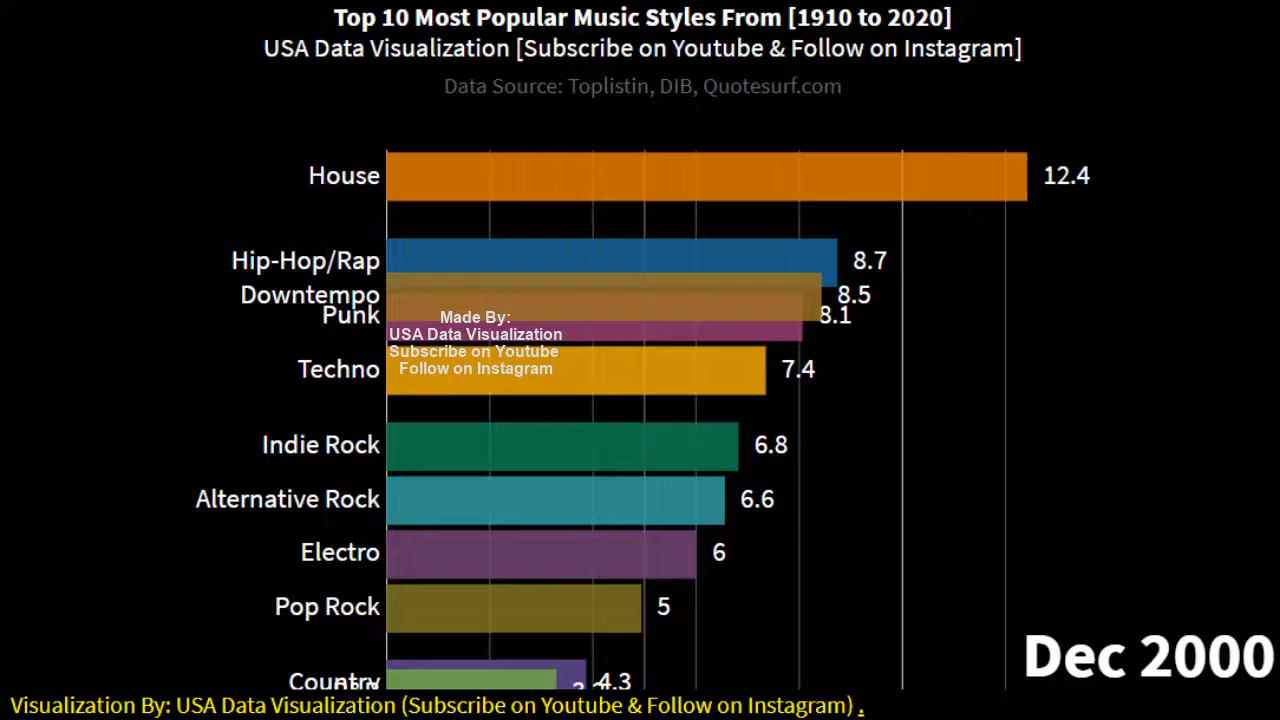 Top 10 Most Popular Music Styles From [1910 to 2020]
USA Data Visualization [Subscribe on Youtube & Follow on Instagram]
Data Source: Toplistin, DIB, Quotesurf.com
House 12.4
Hip-Hop/Rap 8.7
Downtempo 8.5
Punk 8.1
Made By:
USA Data Visualization
Subscribe on Youtube
Follow on Instagram
Techno 7.4
Indie Rock 6.8
Alternative Rock 6.6
Electro 6
Pop Rock 5
Country 4.3
Dec 2000
Visualization By: USA Data Visualization (Subscribe on Youtube & Follow on Instagram) .